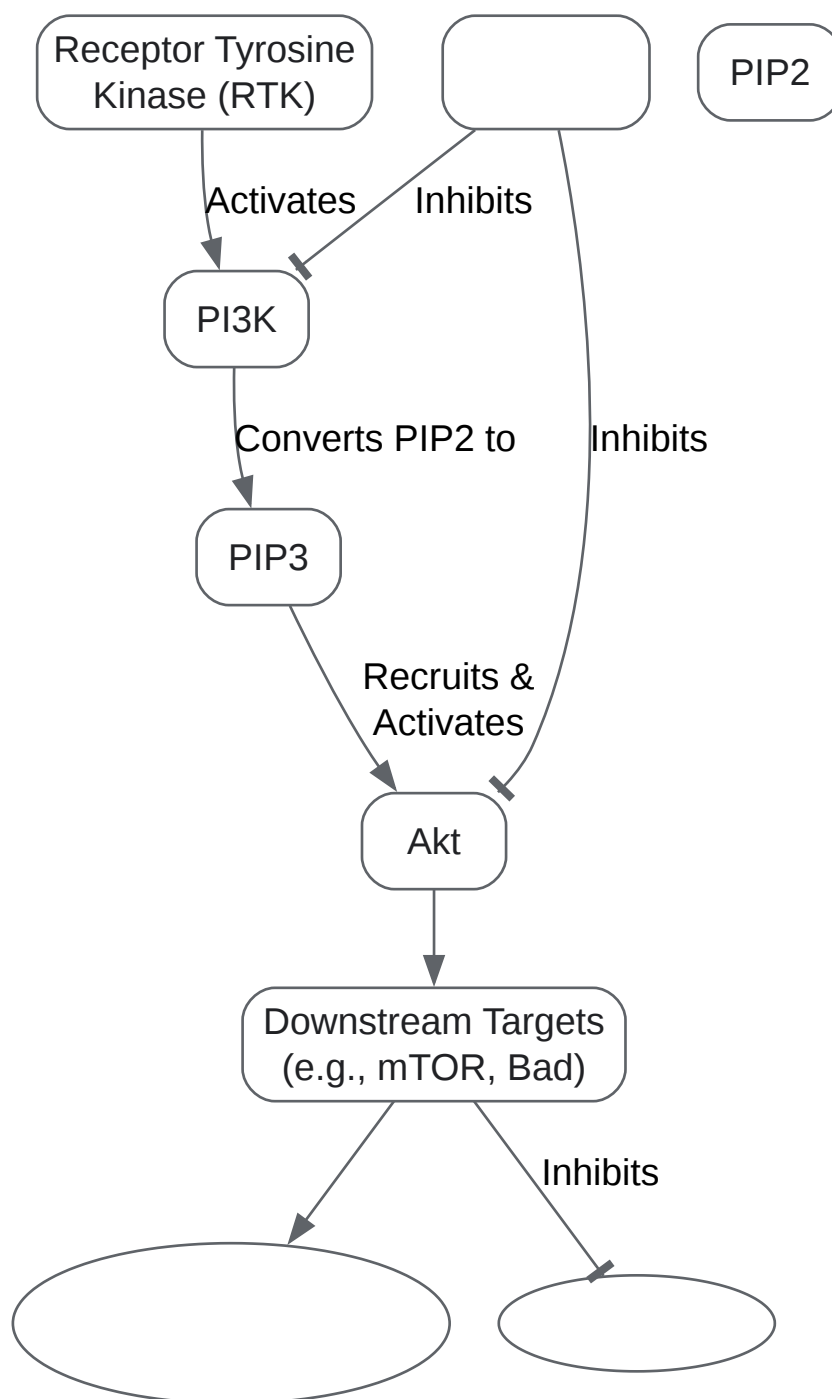 Receptor Tyrosine
Kinase (RTK)
PIP2
Activates
Inhibits
PI3K
Converts PIP2 to
Inhibits
PIP3
Recruits &
Activates
Akt
Downstream Targets
(e.g., mTOR, Bad)
Inhibits